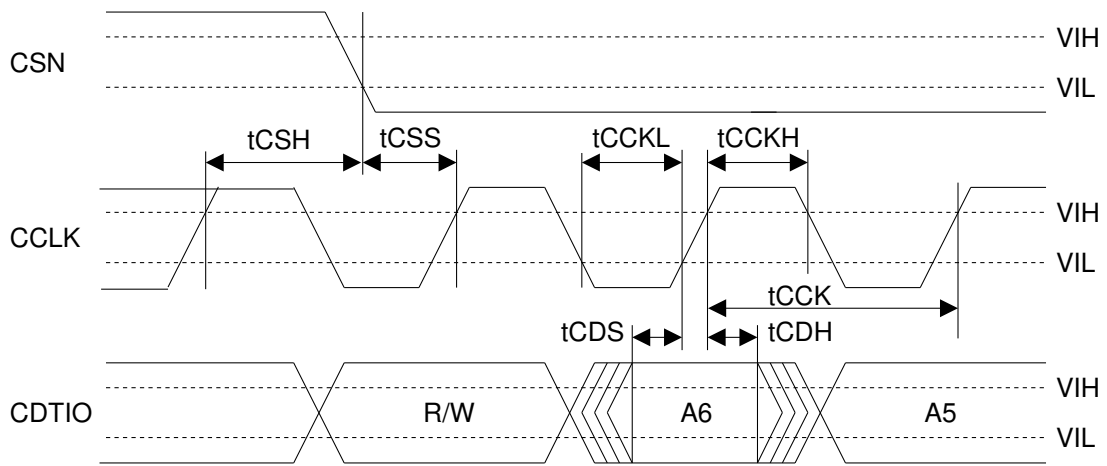 VIH
CSN
VIL
tCSH
tCSS
tCCKL
tCCKH
VIH
CCLK
VIL
tCCK
tCDS
tCDH
VIH
CDTIO
R/W
A6
A5
VIL